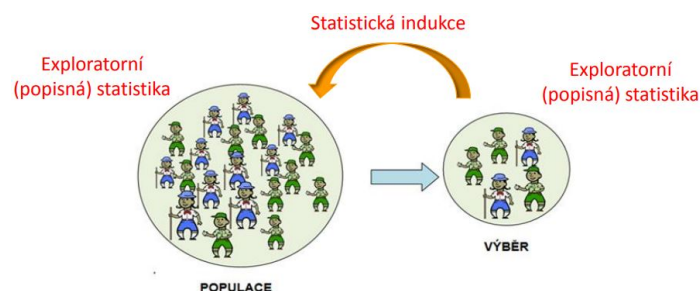 Statistická indukce
Exploratorní
(popisná) statistika
Exploratorní
(popisná) statistika
VÝBĚR
POPULACE